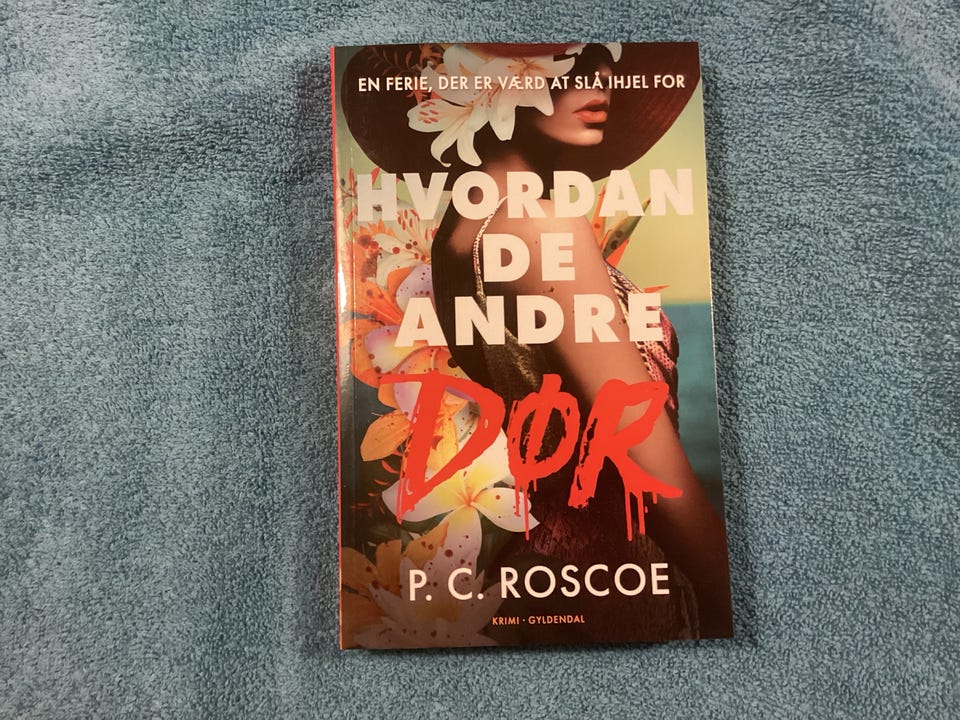 EN FERIE, DER ER VÆRD AT SLÅ IHJEL FOR
HVORDAN
DE
ANDRE
DØR
P. C. ROSCOE
KRIMI · GYLDENDAL